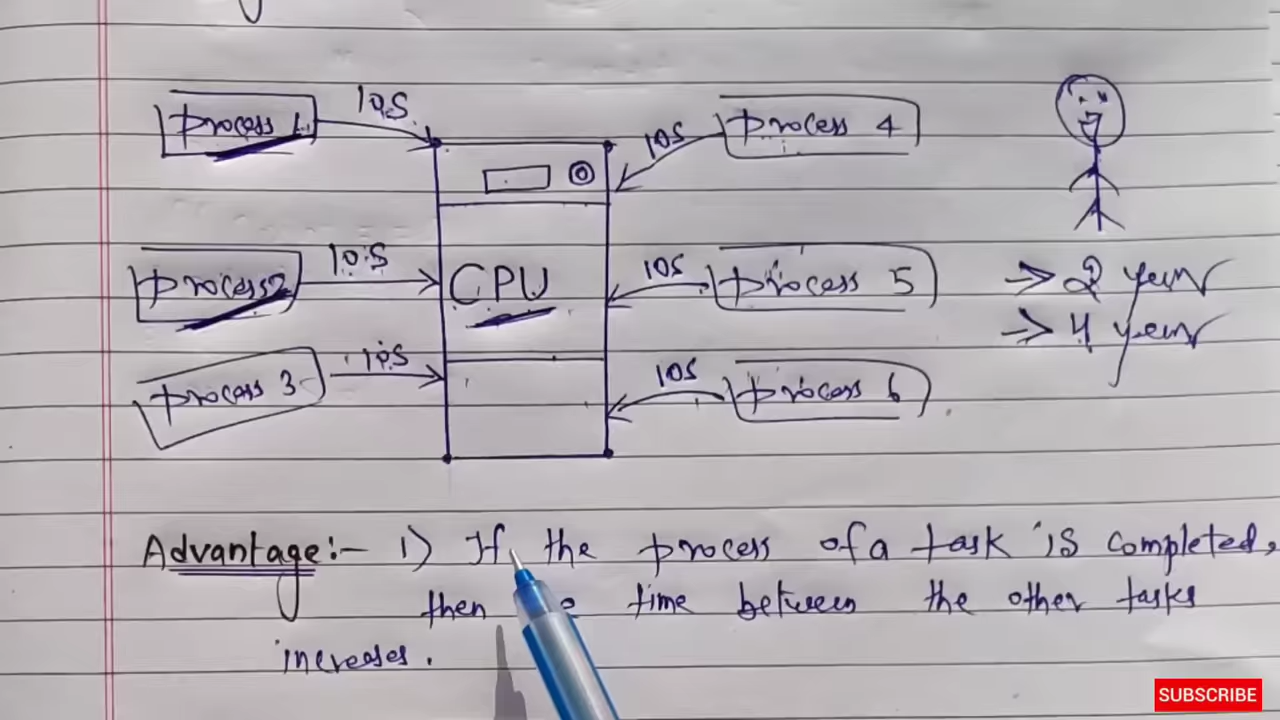 process 1
10S
10S
process 4
process 2
10.S
CPU
10S
process 5
→ 2 year
→ 4 year
process 3
10S
10S
process 6
Advantage:- 1) If the process of a task is completed,
then time between the other tasks
increases.
SUBSCRIBE